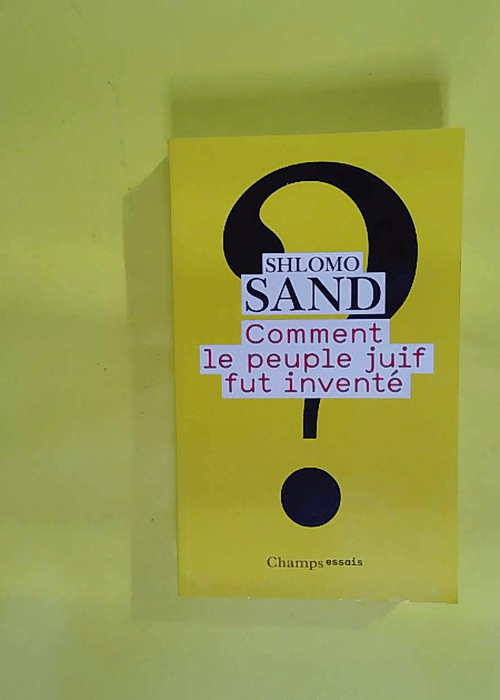 SHLOMO
SAND
Comment
le peuple juif
fut inventé
Champs essais